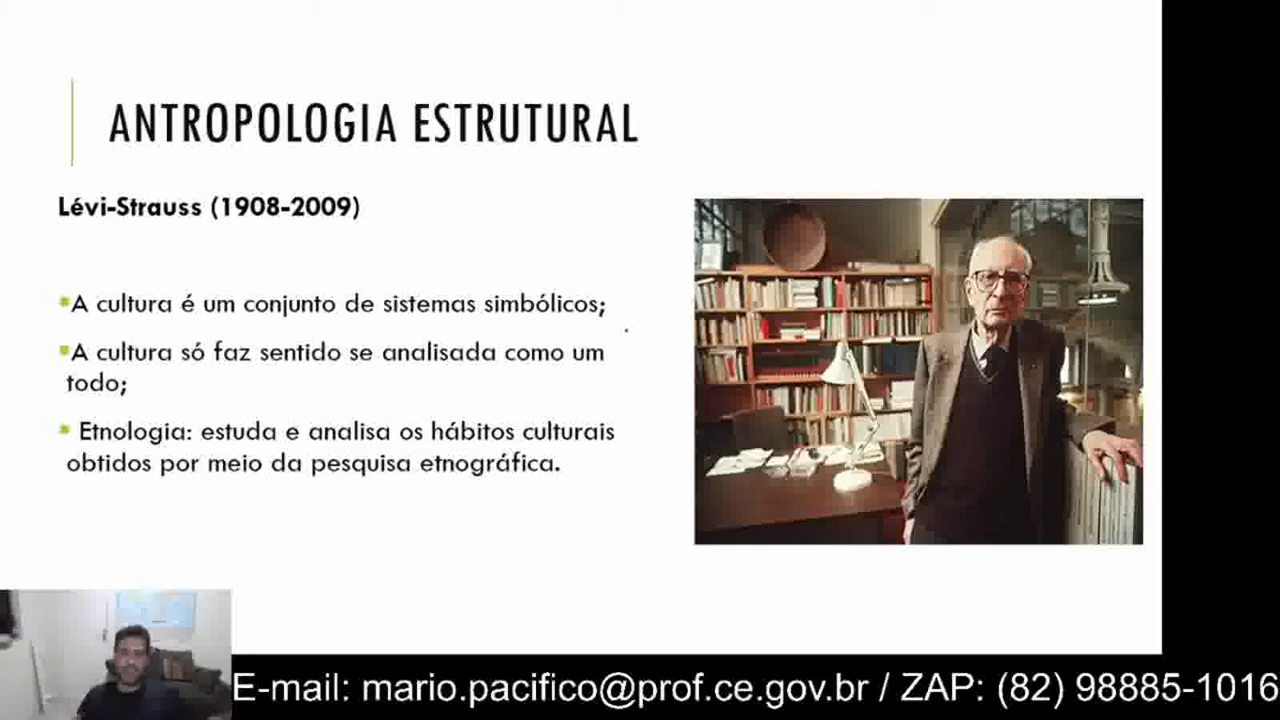 ANTROPOLOGIA ESTRUTURAL
Lévi-Strauss (1908-2009)
A cultura é um conjunto de sistemas simbólicos;
A cultura só faz sentido se analisada como um
todo;
Etnologia: estuda e analisa os hábitos culturais
obtidos por meio da pesquisa etnográfica.
E-mail: mario.pacifico@prof.ce.gov.br / ZAP: (82) 98885-1016